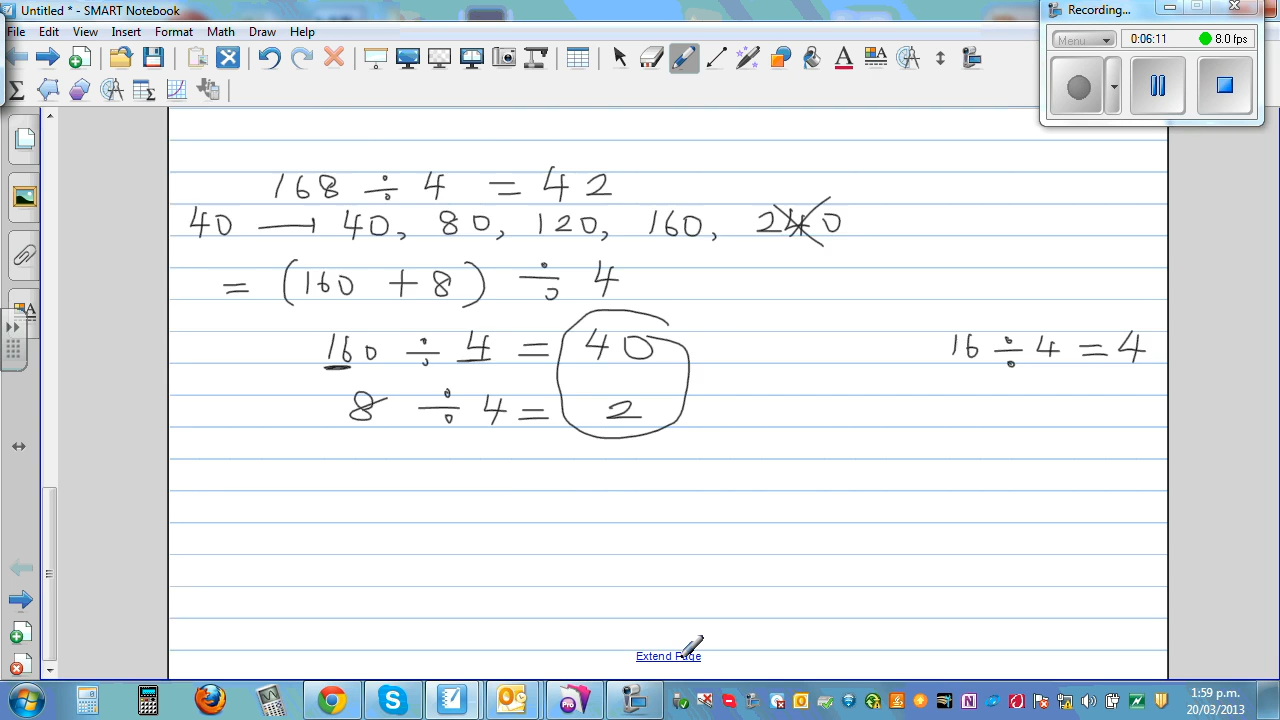 Untitled * - SMART Notebook
Recording...
File Edit View Insert Format Math Draw Help
Menu 0:06:11 8.0 fps
168 ÷ 4 = 42
40 → 40, 80, 120, 160, 240
= (160 + 8) ÷ 4
160 ÷ 4 = 40
16 ÷ 4 = 4
8 ÷ 4 = 2
Extend Page
1:59 p.m.
20/03/2013